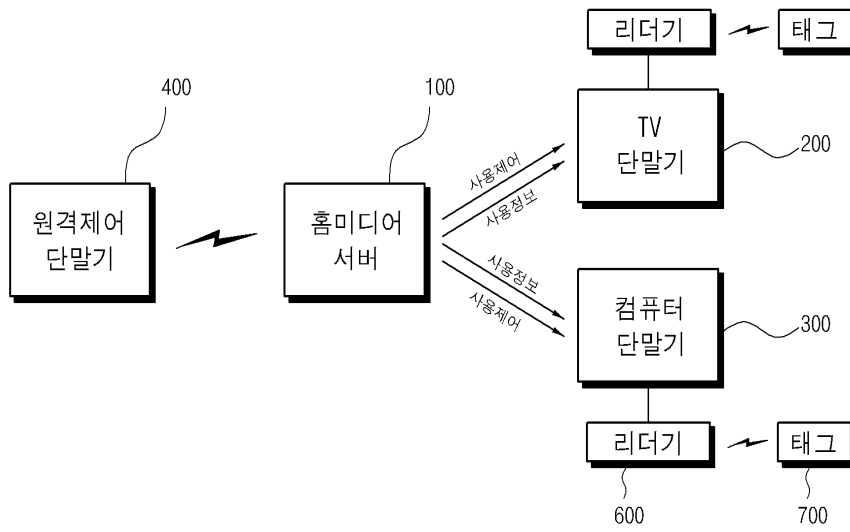 리더기
태그
400
100
TV
단말기
200
사용제어
사용정보
원격제어
단말기
홈미디어
서버
사용정보
사용제어
컴퓨터
단말기
300
리더기
태그
600
700